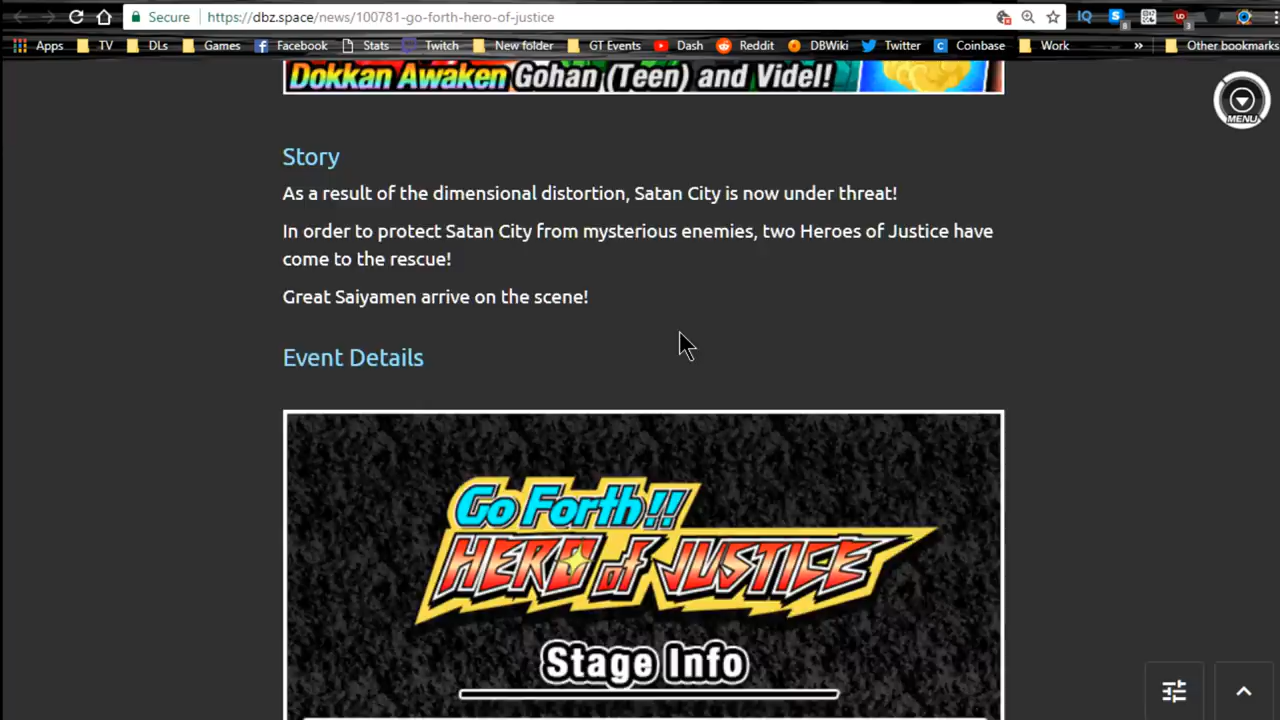 Secure https://dbz.space/news/100781-go-forth-hero-of-justice IQ 8 3
Apps TV DLs Games Facebook Stats Twitch New folder GT Events Dash Reddit DBWiki Twitter Coinbase Work » Other bookmarks
Dokkan Awaken Gohan (Teen) and Videl!
MENU
Story
As a result of the dimensional distortion, Satan City is now under threat!
In order to protect Satan City from mysterious enemies, two Heroes of Justice have
come to the rescue!
Great Saiyamen arrive on the scene!
Event Details
Go Forth!!
HERO of JUSTICE
Stage Info